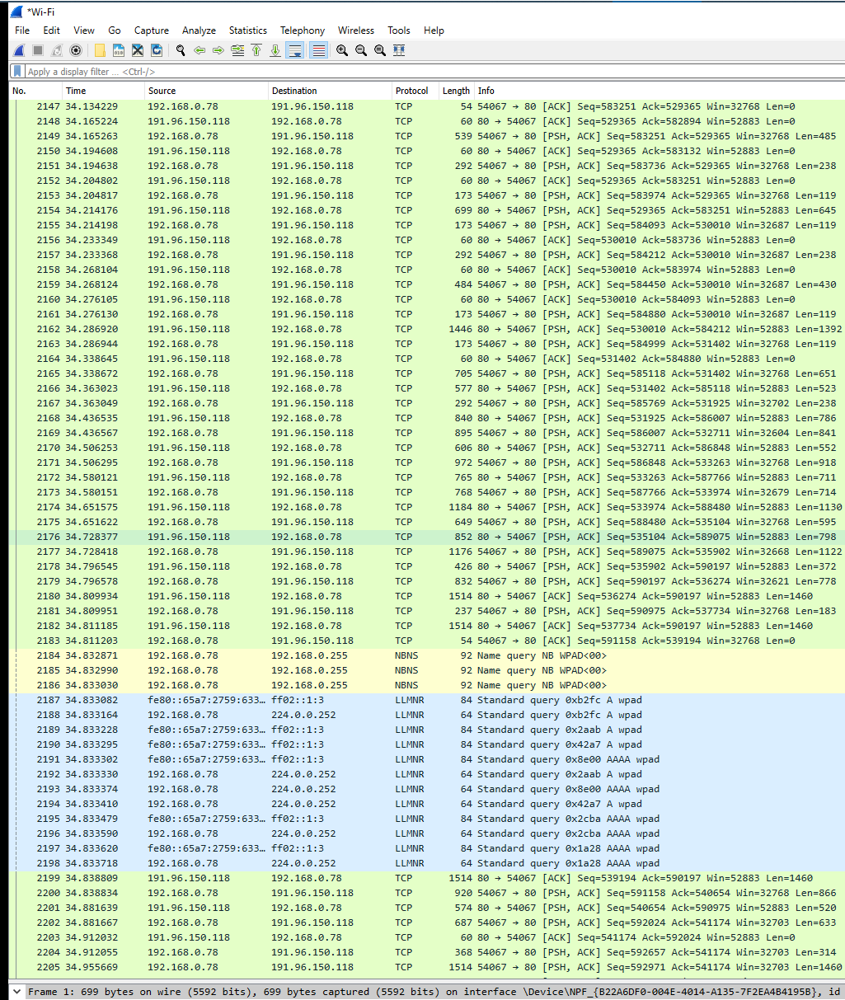 *Wi-Fi
File Edit View Go Capture Analyze Statistics Telephony Wireless Tools Help
Apply a display filter ... <Ctrl-/>
No. Time Source Destination Protocol Length Info
2147 34.134229 192.168.0.78 191.96.150.118 TCP 54 54067 → 80 [ACK] Seq=583251 Ack=529365 Win=32768 Len=0
2148 34.165224 191.96.150.118 192.168.0.78 TCP 60 80 → 54067 [ACK] Seq=529365 Ack=582894 Win=52883 Len=0
2149 34.165263 192.168.0.78 191.96.150.118 TCP 539 54067 → 80 [PSH, ACK] Seq=583251 Ack=529365 Win=32768 Len=485
2150 34.194608 191.96.150.118 192.168.0.78 TCP 60 80 → 54067 [ACK] Seq=529365 Ack=583132 Win=52883 Len=0
2151 34.194638 192.168.0.78 191.96.150.118 TCP 292 54067 → 80 [PSH, ACK] Seq=583736 Ack=529365 Win=32768 Len=238
2152 34.204802 191.96.150.118 192.168.0.78 TCP 60 80 → 54067 [ACK] Seq=529365 Ack=583251 Win=52883 Len=0
2153 34.204817 192.168.0.78 191.96.150.118 TCP 173 54067 → 80 [PSH, ACK] Seq=583974 Ack=529365 Win=32768 Len=119
2154 34.214176 191.96.150.118 192.168.0.78 TCP 699 80 → 54067 [PSH, ACK] Seq=529365 Ack=583251 Win=52883 Len=645
2155 34.214198 192.168.0.78 191.96.150.118 TCP 173 54067 → 80 [PSH, ACK] Seq=584093 Ack=530010 Win=32687 Len=119
2156 34.233349 191.96.150.118 192.168.0.78 TCP 60 80 → 54067 [ACK] Seq=530010 Ack=583736 Win=52883 Len=0
2157 34.233368 192.168.0.78 191.96.150.118 TCP 292 54067 → 80 [PSH, ACK] Seq=584212 Ack=530010 Win=32687 Len=238
2158 34.268104 191.96.150.118 192.168.0.78 TCP 60 80 → 54067 [ACK] Seq=530010 Ack=583974 Win=52883 Len=0
2159 34.268124 192.168.0.78 191.96.150.118 TCP 484 54067 → 80 [PSH, ACK] Seq=584450 Ack=530010 Win=32687 Len=430
2160 34.276105 191.96.150.118 192.168.0.78 TCP 60 80 → 54067 [ACK] Seq=530010 Ack=584093 Win=52883 Len=0
2161 34.276130 192.168.0.78 191.96.150.118 TCP 173 54067 → 80 [PSH, ACK] Seq=584880 Ack=530010 Win=32687 Len=119
2162 34.286920 191.96.150.118 192.168.0.78 TCP 1446 80 → 54067 [PSH, ACK] Seq=530010 Ack=584212 Win=52883 Len=1392
2163 34.286944 192.168.0.78 191.96.150.118 TCP 173 54067 → 80 [PSH, ACK] Seq=584999 Ack=531402 Win=32768 Len=119
2164 34.338645 191.96.150.118 192.168.0.78 TCP 60 80 → 54067 [ACK] Seq=531402 Ack=584880 Win=52883 Len=0
2165 34.338672 192.168.0.78 191.96.150.118 TCP 705 54067 → 80 [PSH, ACK] Seq=585118 Ack=531402 Win=32768 Len=651
2166 34.363023 191.96.150.118 192.168.0.78 TCP 577 80 → 54067 [PSH, ACK] Seq=531402 Ack=585118 Win=52883 Len=523
2167 34.363049 192.168.0.78 191.96.150.118 TCP 292 54067 → 80 [PSH, ACK] Seq=585769 Ack=531925 Win=32702 Len=238
2168 34.436535 191.96.150.118 192.168.0.78 TCP 840 80 → 54067 [PSH, ACK] Seq=531925 Ack=586007 Win=52883 Len=786
2169 34.436567 192.168.0.78 191.96.150.118 TCP 895 54067 → 80 [PSH, ACK] Seq=586007 Ack=532711 Win=32604 Len=841
2170 34.506253 191.96.150.118 192.168.0.78 TCP 606 80 → 54067 [PSH, ACK] Seq=532711 Ack=586848 Win=52883 Len=552
2171 34.506295 192.168.0.78 191.96.150.118 TCP 972 54067 → 80 [PSH, ACK] Seq=586848 Ack=533263 Win=32768 Len=918
2172 34.580121 191.96.150.118 192.168.0.78 TCP 765 80 → 54067 [PSH, ACK] Seq=533263 Ack=587766 Win=52883 Len=711
2173 34.580151 192.168.0.78 191.96.150.118 TCP 768 54067 → 80 [PSH, ACK] Seq=587766 Ack=533974 Win=32679 Len=714
2174 34.651575 191.96.150.118 192.168.0.78 TCP 1184 80 → 54067 [PSH, ACK] Seq=533974 Ack=588480 Win=52883 Len=1130
2175 34.651622 192.168.0.78 191.96.150.118 TCP 649 54067 → 80 [PSH, ACK] Seq=588480 Ack=535104 Win=32768 Len=595
2176 34.728377 191.96.150.118 192.168.0.78 TCP 852 80 → 54067 [PSH, ACK] Seq=535104 Ack=589075 Win=52883 Len=798
2177 34.728418 192.168.0.78 191.96.150.118 TCP 1176 54067 → 80 [PSH, ACK] Seq=589075 Ack=535902 Win=32668 Len=1122
2178 34.796545 191.96.150.118 192.168.0.78 TCP 426 80 → 54067 [PSH, ACK] Seq=535902 Ack=590197 Win=52883 Len=372
2179 34.796578 192.168.0.78 191.96.150.118 TCP 832 54067 → 80 [PSH, ACK] Seq=590197 Ack=536274 Win=32621 Len=778
2180 34.809934 191.96.150.118 192.168.0.78 TCP 1514 80 → 54067 [ACK] Seq=536274 Ack=590197 Win=52883 Len=1460
2181 34.809951 192.168.0.78 191.96.150.118 TCP 237 54067 → 80 [PSH, ACK] Seq=590975 Ack=537734 Win=32768 Len=183
2182 34.811185 191.96.150.118 192.168.0.78 TCP 1514 80 → 54067 [ACK] Seq=537734 Ack=590197 Win=52883 Len=1460
2183 34.811203 192.168.0.78 191.96.150.118 TCP 54 54067 → 80 [ACK] Seq=591158 Ack=539194 Win=32768 Len=0
2184 34.832871 192.168.0.78 192.168.0.255 NBNS 92 Name query NB WPAD<00>
2185 34.832990 192.168.0.78 192.168.0.255 NBNS 92 Name query NB WPAD<00>
2186 34.833030 192.168.0.78 192.168.0.255 NBNS 92 Name query NB WPAD<00>
2187 34.833082 fe80::65a7:2759:633… ff02::1:3 LLMNR 84 Standard query 0xb2fc A wpad
2188 34.833164 192.168.0.78 224.0.0.252 LLMNR 64 Standard query 0xb2fc A wpad
2189 34.833228 fe80::65a7:2759:633… ff02::1:3 LLMNR 84 Standard query 0x2aab A wpad
2190 34.833295 fe80::65a7:2759:633… ff02::1:3 LLMNR 84 Standard query 0x42a7 A wpad
2191 34.833302 fe80::65a7:2759:633… ff02::1:3 LLMNR 84 Standard query 0x8e00 AAAA wpad
2192 34.833330 192.168.0.78 224.0.0.252 LLMNR 64 Standard query 0x2aab A wpad
2193 34.833374 192.168.0.78 224.0.0.252 LLMNR 64 Standard query 0x8e00 AAAA wpad
2194 34.833410 192.168.0.78 224.0.0.252 LLMNR 64 Standard query 0x42a7 A wpad
2195 34.833479 fe80::65a7:2759:633… ff02::1:3 LLMNR 84 Standard query 0x2cba AAAA wpad
2196 34.833590 192.168.0.78 224.0.0.252 LLMNR 64 Standard query 0x2cba AAAA wpad
2197 34.833620 fe80::65a7:2759:633… ff02::1:3 LLMNR 84 Standard query 0x1a28 AAAA wpad
2198 34.833718 192.168.0.78 224.0.0.252 LLMNR 64 Standard query 0x1a28 AAAA wpad
2199 34.838809 191.96.150.118 192.168.0.78 TCP 1514 80 → 54067 [ACK] Seq=539194 Ack=590197 Win=52883 Len=1460
2200 34.838834 192.168.0.78 191.96.150.118 TCP 920 54067 → 80 [PSH, ACK] Seq=591158 Ack=540654 Win=32768 Len=866
2201 34.881639 191.96.150.118 192.168.0.78 TCP 574 80 → 54067 [PSH, ACK] Seq=540654 Ack=590975 Win=52883 Len=520
2202 34.881667 192.168.0.78 191.96.150.118 TCP 687 54067 → 80 [PSH, ACK] Seq=592024 Ack=541174 Win=32703 Len=633
2203 34.912032 191.96.150.118 192.168.0.78 TCP 60 80 → 54067 [ACK] Seq=541174 Ack=592024 Win=52883 Len=0
2204 34.912055 192.168.0.78 191.96.150.118 TCP 368 54067 → 80 [PSH, ACK] Seq=592657 Ack=541174 Win=32703 Len=314
2205 34.955669 192.168.0.78 191.96.150.118 TCP 1514 54067 → 80 [ACK] Seq=592971 Ack=541174 Win=32703 Len=1460
Frame 1: 699 bytes on wire (5592 bits), 699 bytes captured (5592 bits) on interface \Device\NPF_{B22A6DF0-004E-4014-A135-7F2EA4B4195B}, id